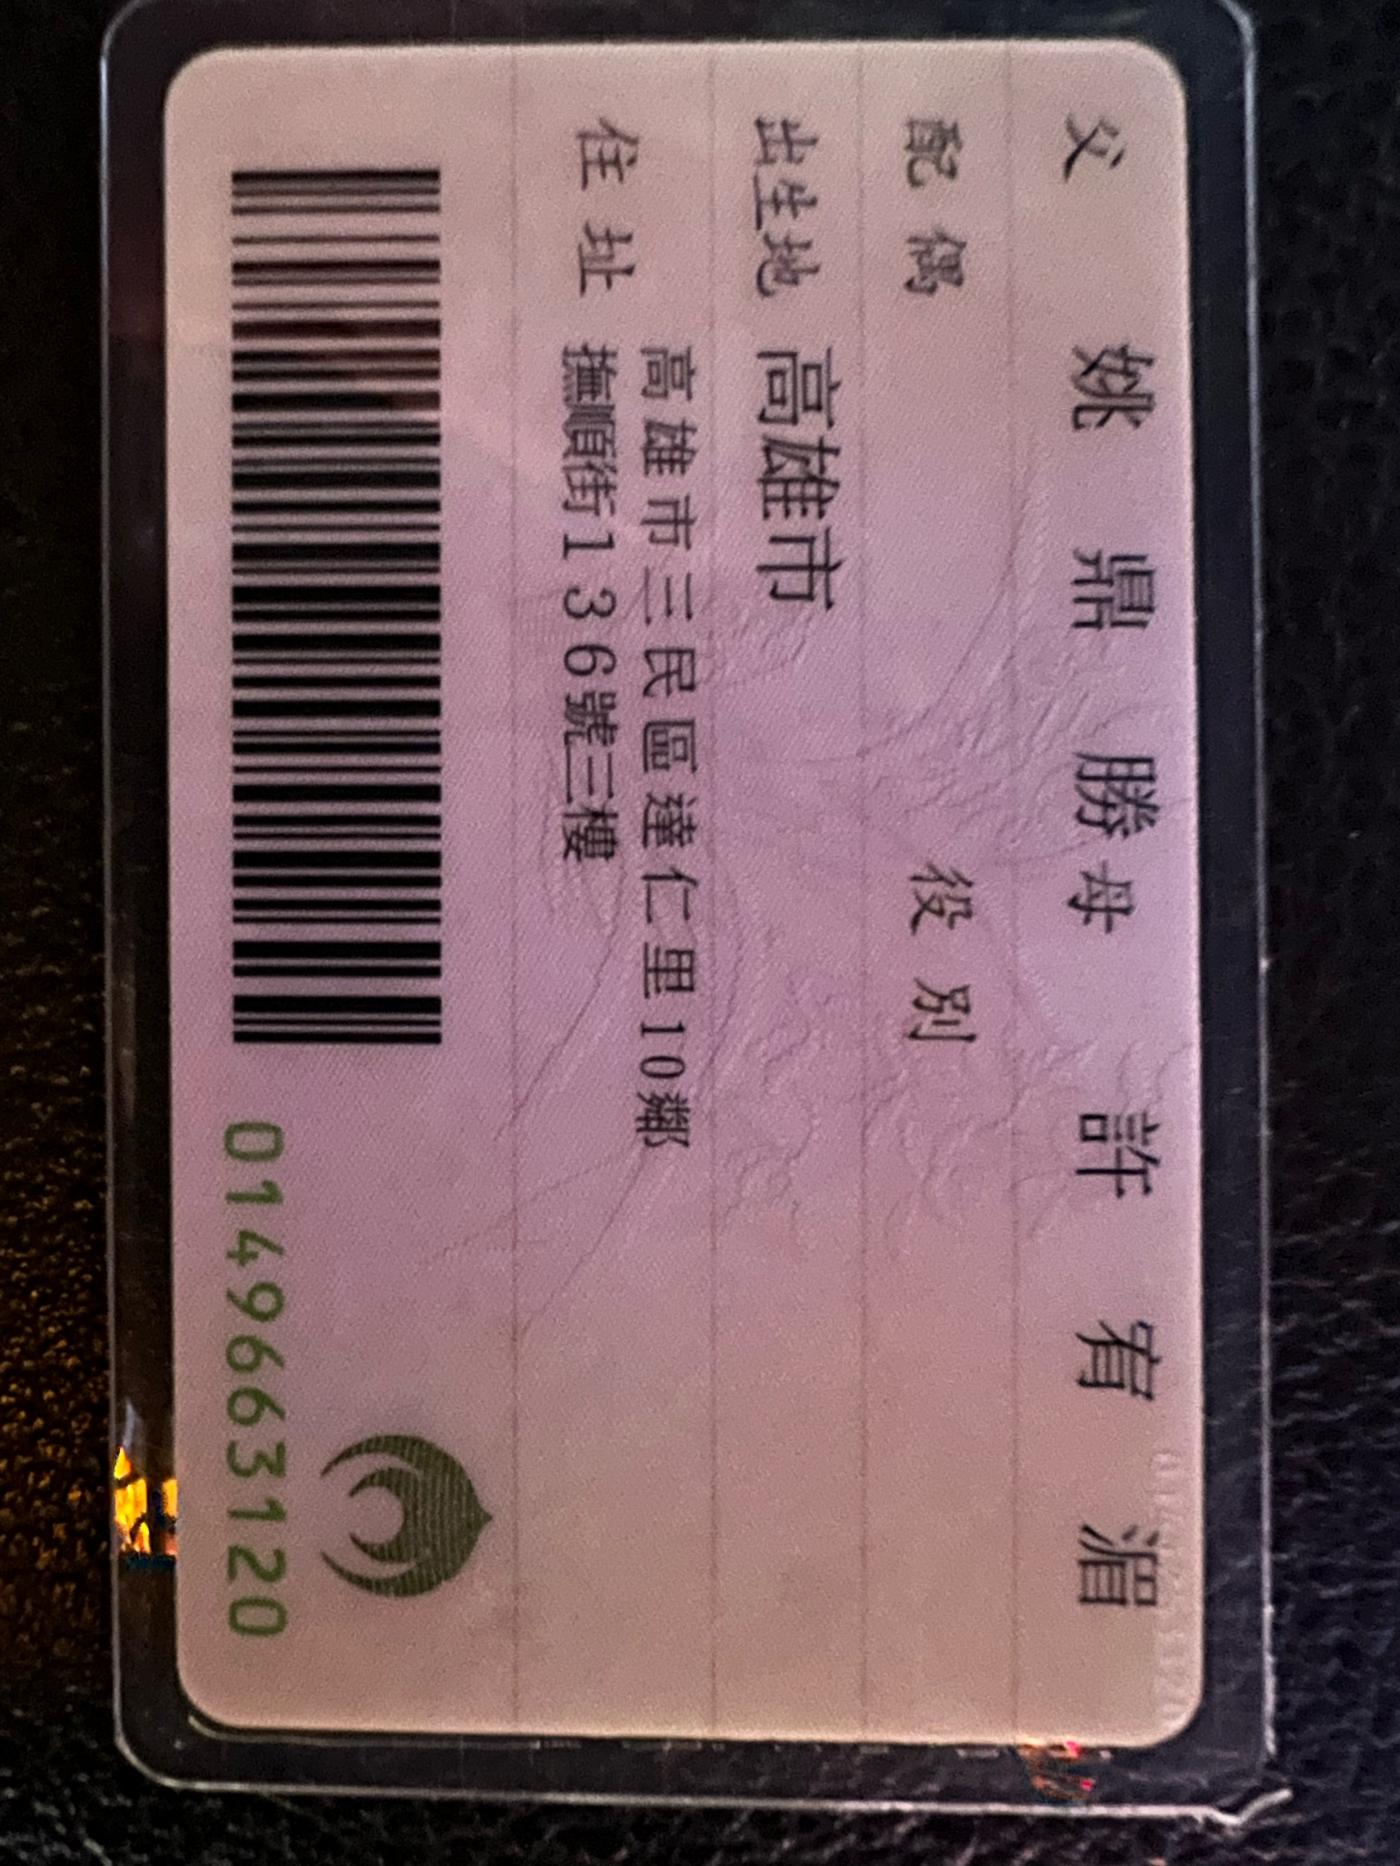 父 姚鼎勝 母 許宥湄
配偶 役別
出生地 高雄市
住址 高雄市三民區達仁里10鄰
撫順街136號三樓
0149663120